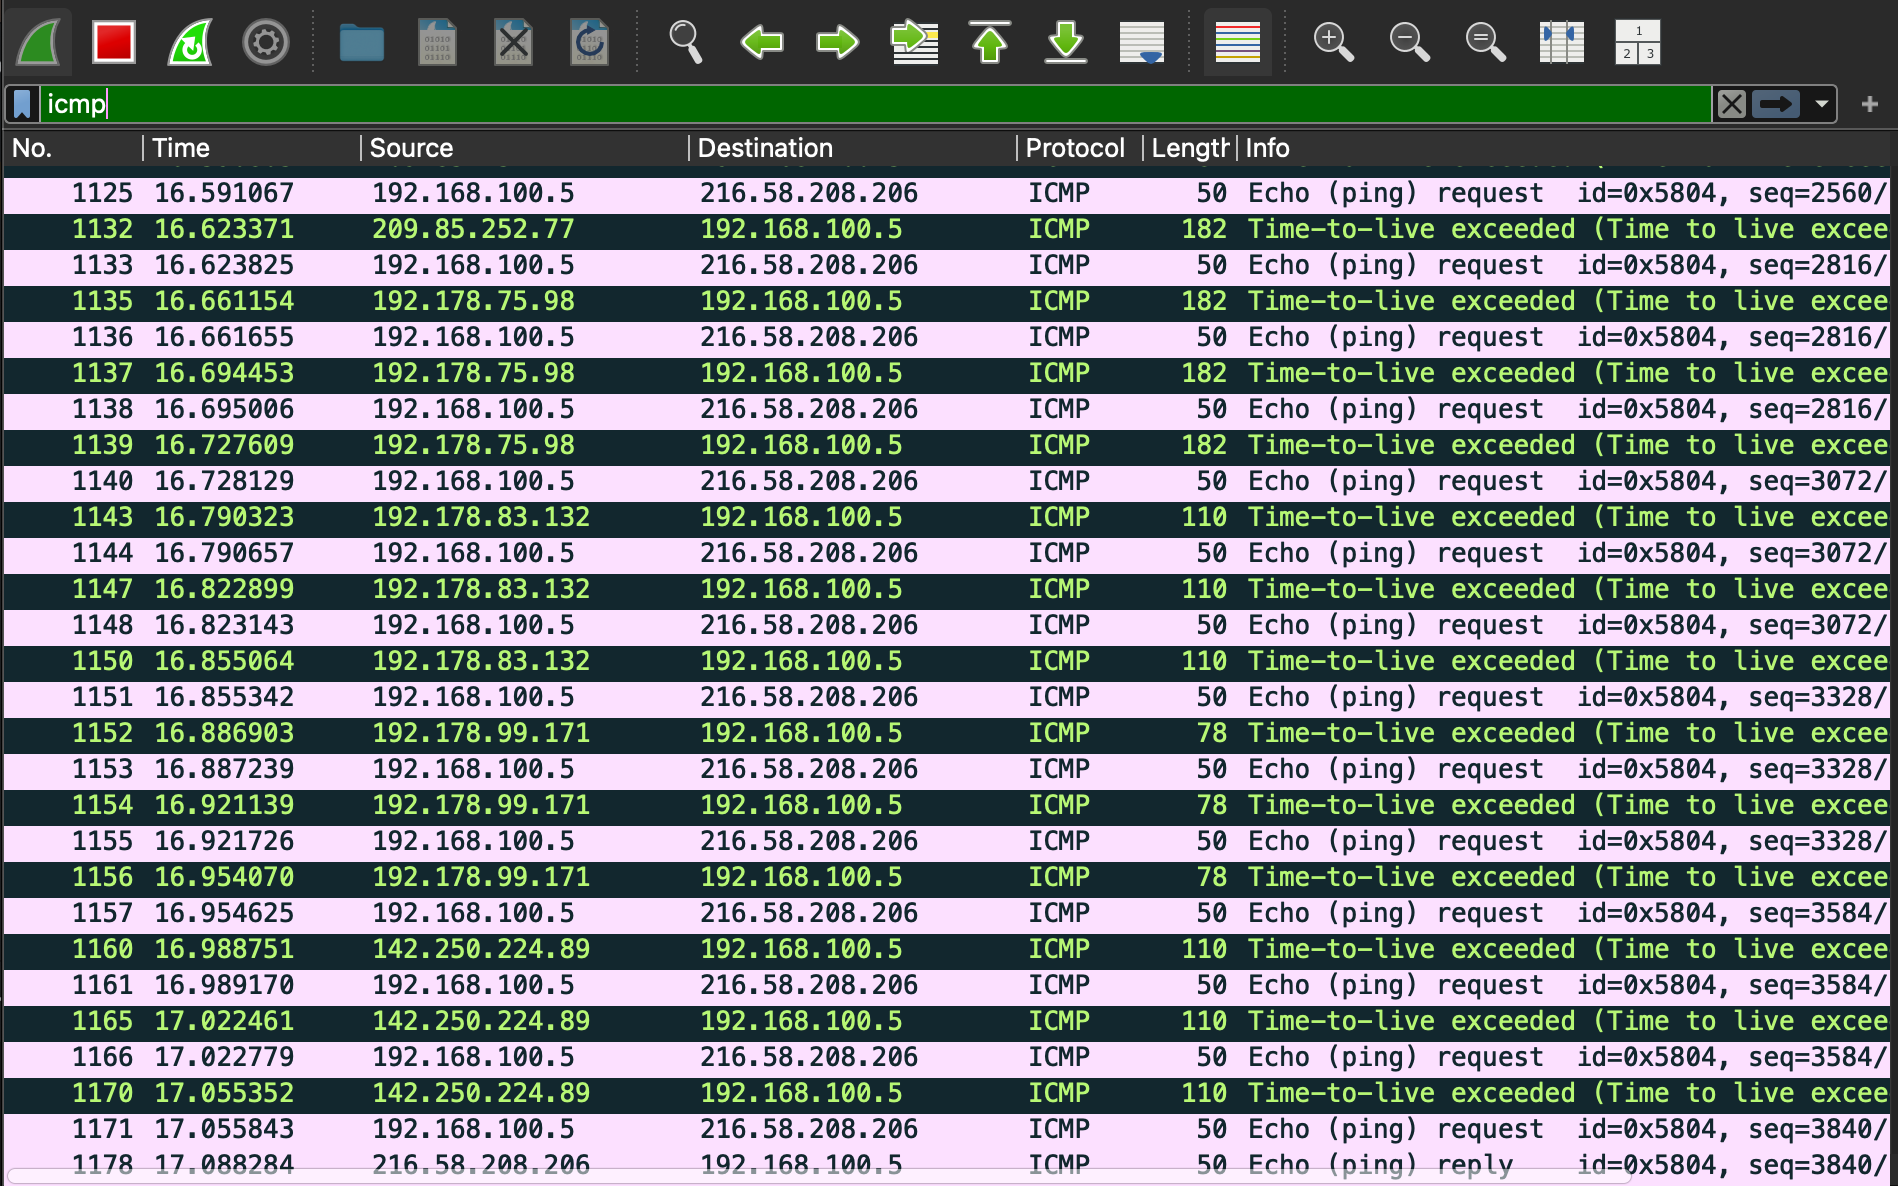 1
2 3
icmp
No. Time Source Destination Protocol Length Info
1125 16.591067 192.168.100.5 216.58.208.206 ICMP 50 Echo (ping) request id=0x5804, seq=2560/
1132 16.623371 209.85.252.77 192.168.100.5 ICMP 182 Time-to-live exceeded (Time to live excee
1133 16.623825 192.168.100.5 216.58.208.206 ICMP 50 Echo (ping) request id=0x5804, seq=2816/
1135 16.661154 192.178.75.98 192.168.100.5 ICMP 182 Time-to-live exceeded (Time to live excee
1136 16.661655 192.168.100.5 216.58.208.206 ICMP 50 Echo (ping) request id=0x5804, seq=2816/
1137 16.694453 192.178.75.98 192.168.100.5 ICMP 182 Time-to-live exceeded (Time to live excee
1138 16.695006 192.168.100.5 216.58.208.206 ICMP 50 Echo (ping) request id=0x5804, seq=2816/
1139 16.727609 192.178.75.98 192.168.100.5 ICMP 182 Time-to-live exceeded (Time to live excee
1140 16.728129 192.168.100.5 216.58.208.206 ICMP 50 Echo (ping) request id=0x5804, seq=3072/
1143 16.790323 192.178.83.132 192.168.100.5 ICMP 110 Time-to-live exceeded (Time to live excee
1144 16.790657 192.168.100.5 216.58.208.206 ICMP 50 Echo (ping) request id=0x5804, seq=3072/
1147 16.822899 192.178.83.132 192.168.100.5 ICMP 110 Time-to-live exceeded (Time to live excee
1148 16.823143 192.168.100.5 216.58.208.206 ICMP 50 Echo (ping) request id=0x5804, seq=3072/
1150 16.855064 192.178.83.132 192.168.100.5 ICMP 110 Time-to-live exceeded (Time to live excee
1151 16.855342 192.168.100.5 216.58.208.206 ICMP 50 Echo (ping) request id=0x5804, seq=3328/
1152 16.886903 192.178.99.171 192.168.100.5 ICMP 78 Time-to-live exceeded (Time to live excee
1153 16.887239 192.168.100.5 216.58.208.206 ICMP 50 Echo (ping) request id=0x5804, seq=3328/
1154 16.921139 192.178.99.171 192.168.100.5 ICMP 78 Time-to-live exceeded (Time to live excee
1155 16.921726 192.168.100.5 216.58.208.206 ICMP 50 Echo (ping) request id=0x5804, seq=3328/
1156 16.954070 192.178.99.171 192.168.100.5 ICMP 78 Time-to-live exceeded (Time to live excee
1157 16.954625 192.168.100.5 216.58.208.206 ICMP 50 Echo (ping) request id=0x5804, seq=3584/
1160 16.988751 142.250.224.89 192.168.100.5 ICMP 110 Time-to-live exceeded (Time to live excee
1161 16.989170 192.168.100.5 216.58.208.206 ICMP 50 Echo (ping) request id=0x5804, seq=3584/
1165 17.022461 142.250.224.89 192.168.100.5 ICMP 110 Time-to-live exceeded (Time to live excee
1166 17.022779 192.168.100.5 216.58.208.206 ICMP 50 Echo (ping) request id=0x5804, seq=3584/
1170 17.055352 142.250.224.89 192.168.100.5 ICMP 110 Time-to-live exceeded (Time to live excee
1171 17.055843 192.168.100.5 216.58.208.206 ICMP 50 Echo (ping) request id=0x5804, seq=3840/
1178 17.088284 216.58.208.206 192.168.100.5 ICMP 50 Echo (ping) reply id=0x5804, seq=3840/